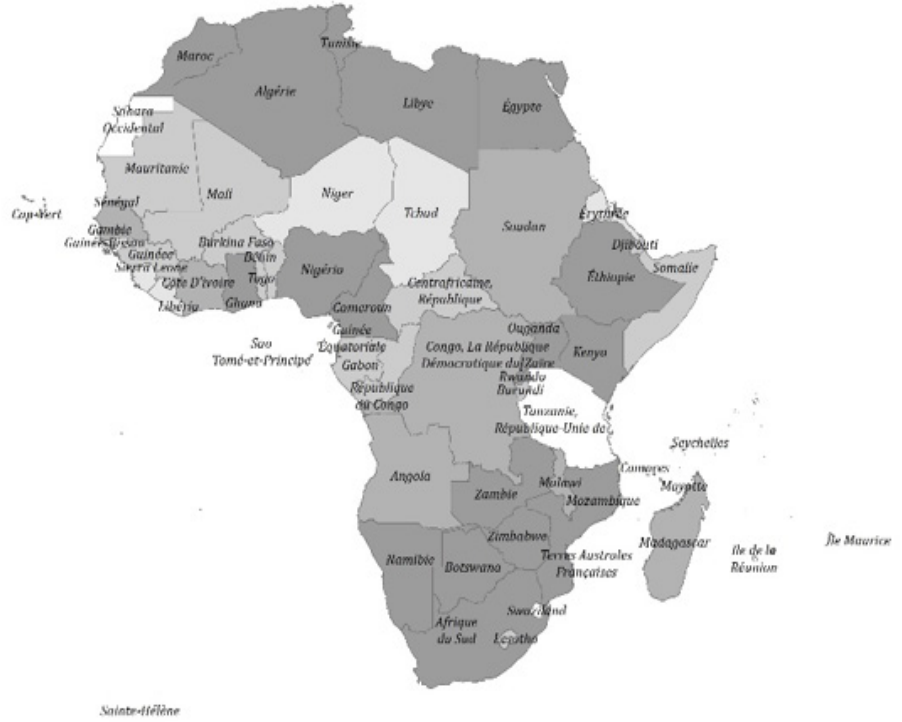 Tunisie
Maroc
Algérie
Libye
Égypte
Sahara
Occidental
Mauritanie
Mali
Niger
Tchad
Soudan
Érythrée
Cap-Vert
Sénégal
Gambie
Guinée-Bissau
Burkina Faso
Djibouti
Guinée
Bénin
Somalie
Sierra Leone
Togo
Nigéria
Éthiopie
Côte D'ivoire
Centrafricaine,
République
Libéria
Ghana
Cameroun
Guinée
Équatoriale
Ouganda
Sao
Tomé-et-Principé
Congo, La République
Démocratique du Zaïre
Kenya
Gabon
Rwanda
Burundi
République
du Congo
Tanzanie,
République-Unie de
Seychelles
Comores
Mayotte
Angola
Malawi
Zambie
Mozambique
Zimbabwe
Madagascar
Île Maurice
Ile de la
Réunion
Terres Australes
Françaises
Namibie
Botswana
Swaziland
Afrique
du Sud
Lesotho
Sainte-Hélène